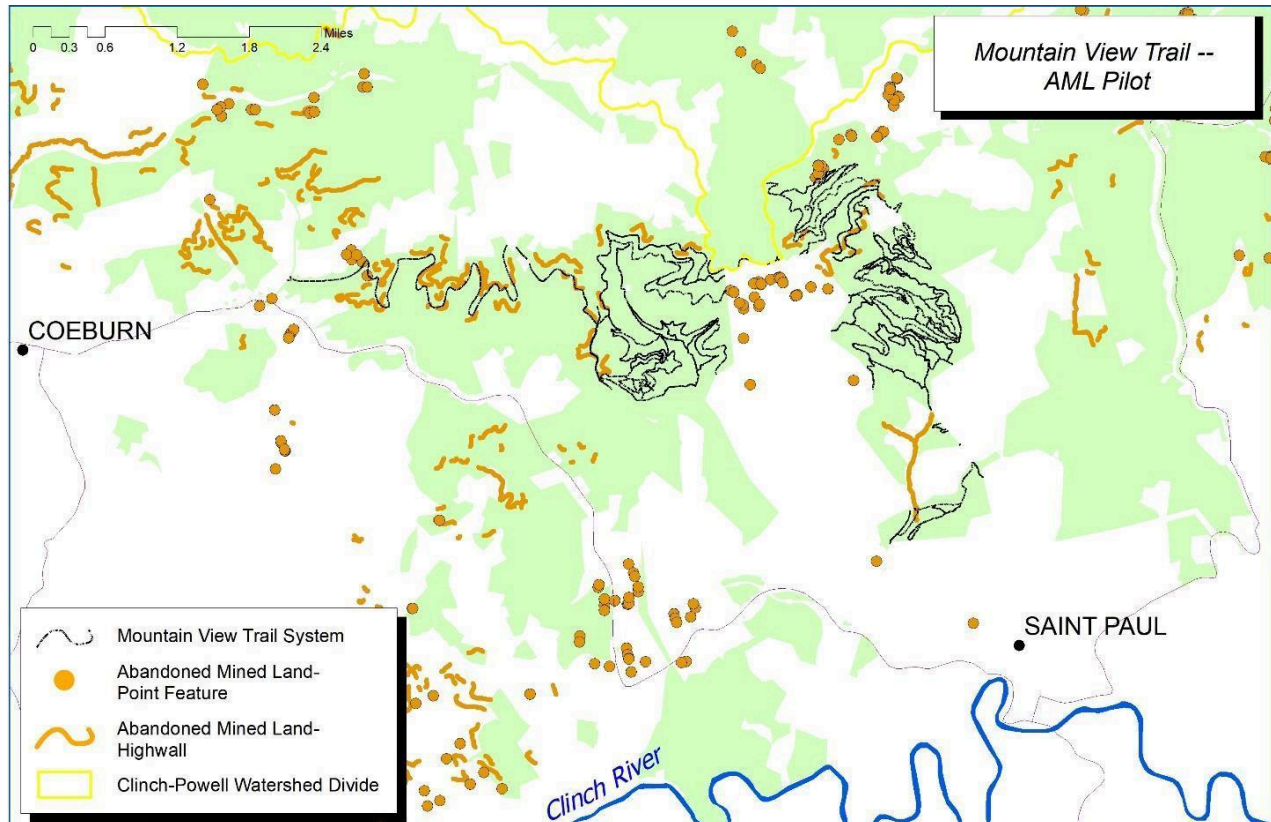 Miles
0 0.3 0.6 1.2 1.8 2.4
Mountain View Trail --
AML Pilot
COEBURN
SAINT PAUL
Clinch River
Mountain View Trail System
Abandoned Mined Land-
Point Feature
Abandoned Mined Land-
Highwall
Clinch-Powell Watershed Divide